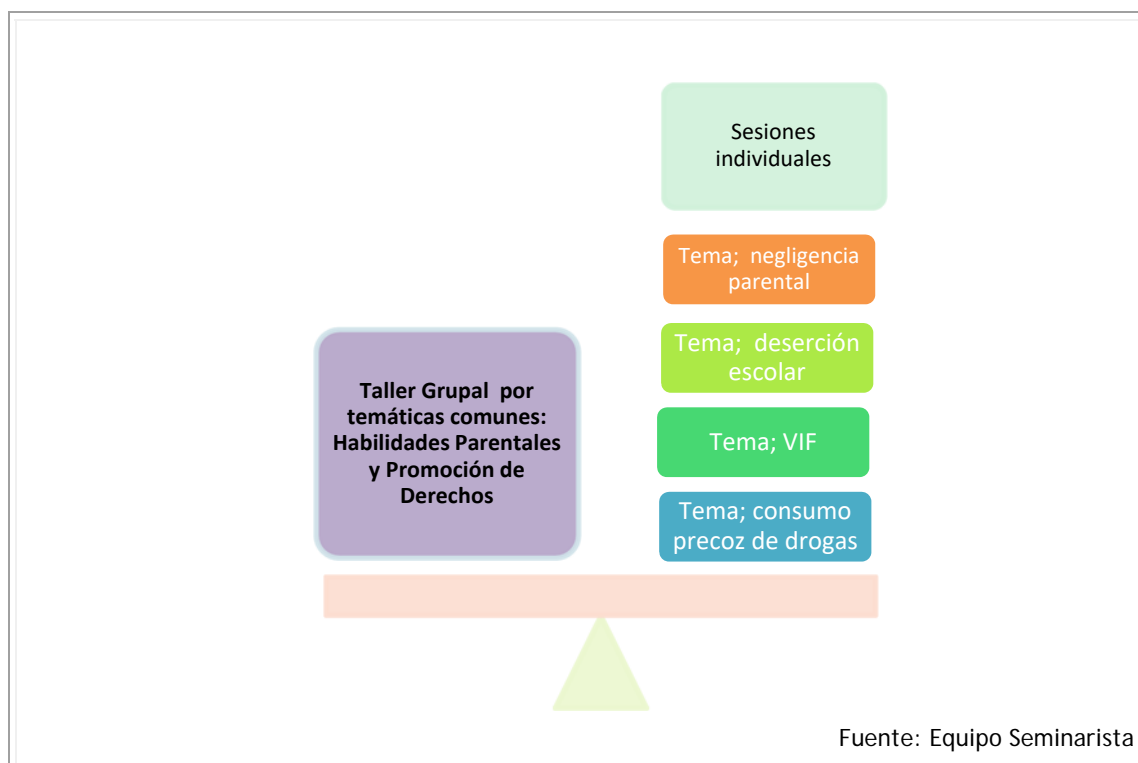 Sesiones
individuales
Tema; negligencia
parental
Tema; deserción
escolar
Tema; VIF
Tema; consumo
precoz de drogas
Taller Grupal por
temáticas comunes:
Habilidades Parentales
y Promoción de
Derechos
Fuente: Equipo Seminarista